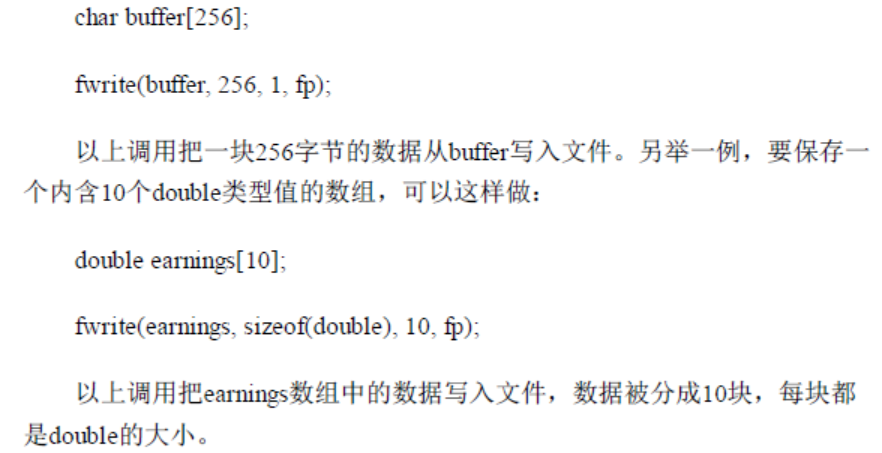 char buffer[256];
fwrite(buffer, 256, 1, fp);
以上调用把一块256字节的数据从buffer写入文件。另举一例，要保存一
个内含10个double类型值的数组，可以这样做：
double earnings[10];
fwrite(earnings, sizeof(double), 10, fp);
以上调用把earnings数组中的数据写入文件，数据被分成10块，每块都
是double的大小。